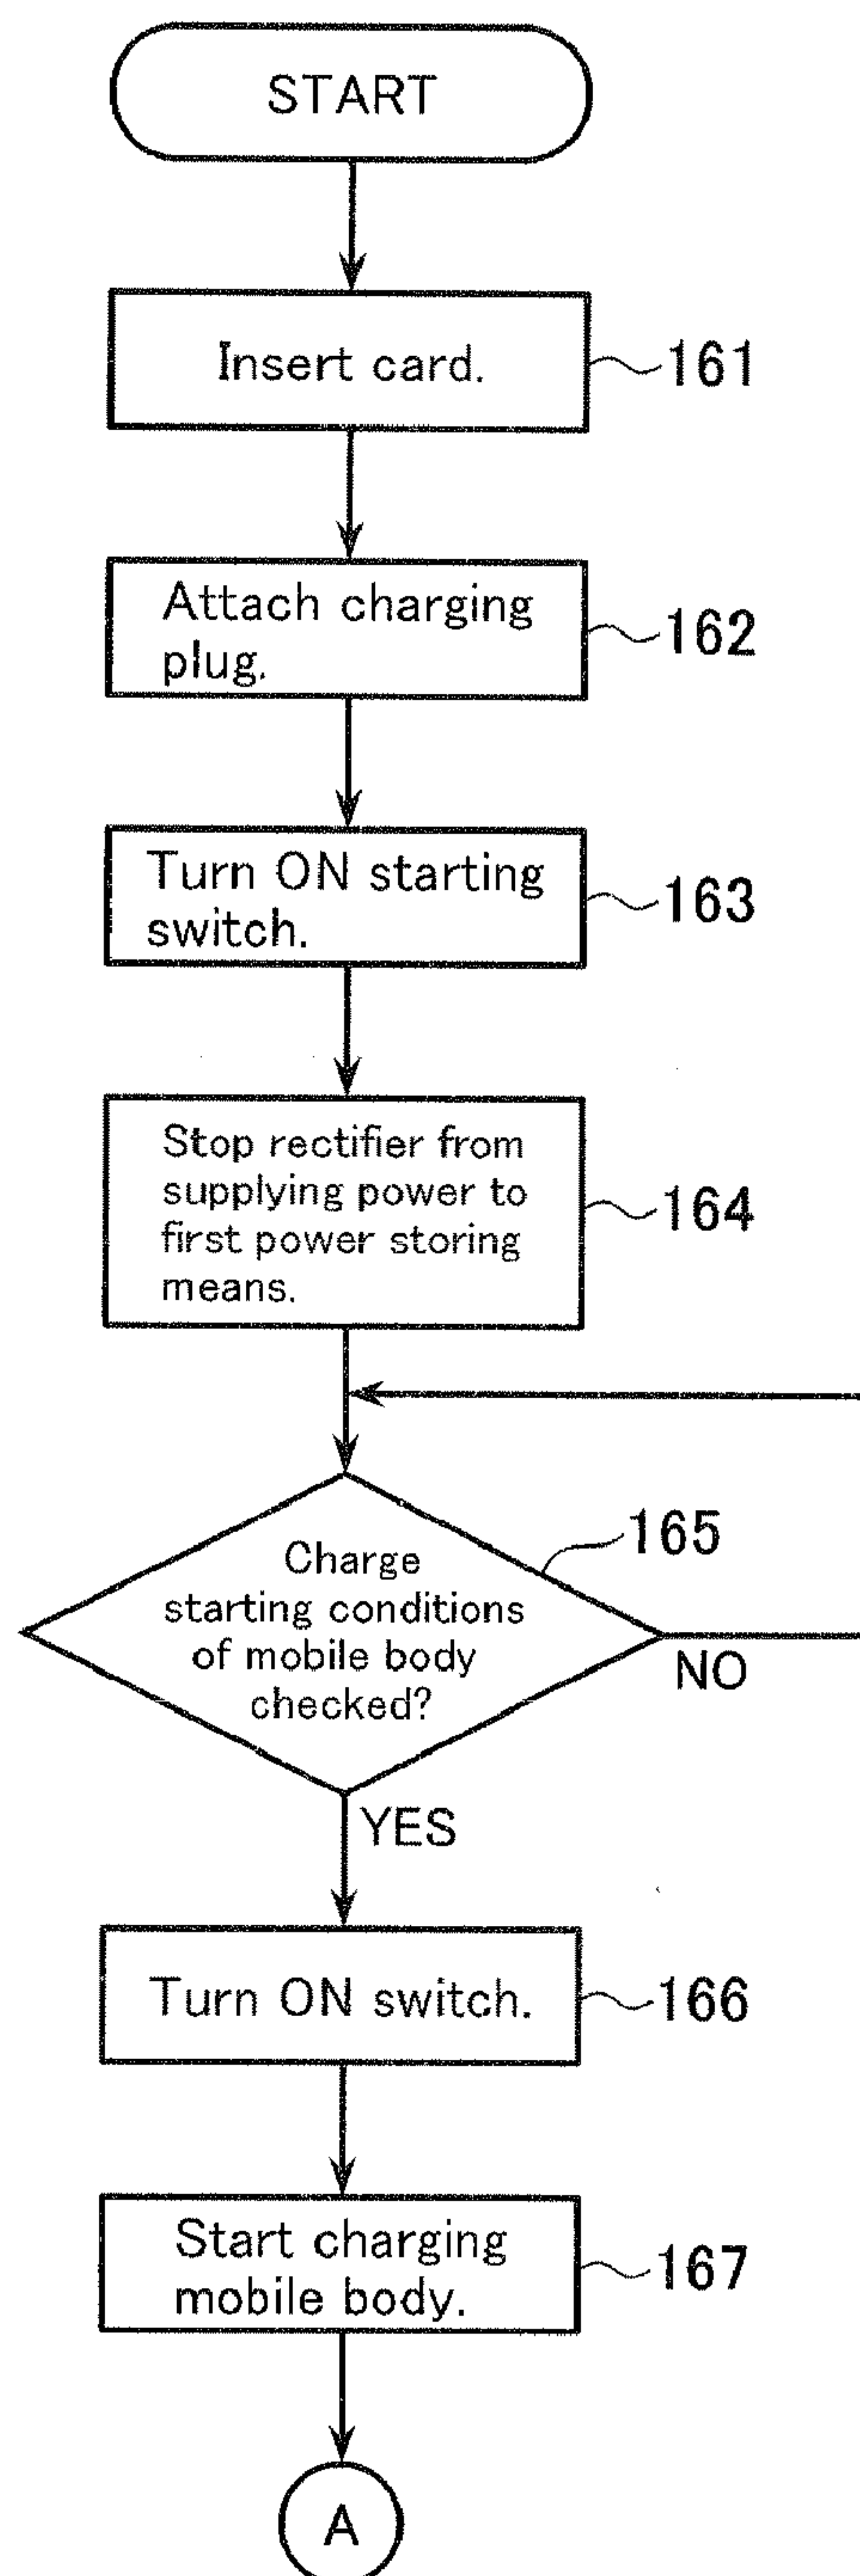 START
Insert card.
161
Attach charging
plug.
162
Turn ON starting
switch.
163
Stop rectifier from
supplying power to
first power storing
means.
164
165
Charge
starting conditions
of mobile body
checked?
NO
YES
Turn ON switch.
166
Start charging
mobile body.
167
A